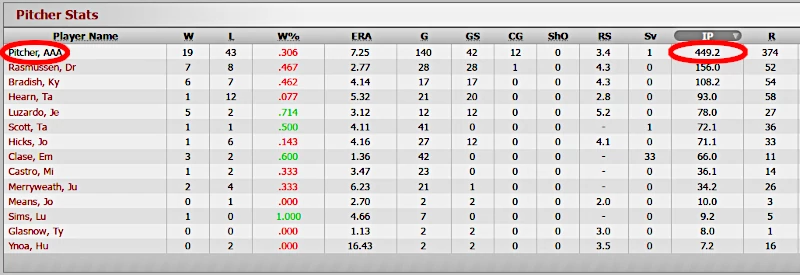 Pitcher Stats
Player Name W L W% ERA G GS CG ShO RS Sv IP R
Pitcher, AAA 19 43 .306 7.25 140 42 12 0 3.4 1 449.2 374
Rasmussen, Dr 7 8 .467 2.77 28 28 1 0 4.3 0 156.0 52
Bradish, Ky 6 7 .462 4.14 17 17 0 0 4.3 0 108.2 54
Hearn, Ta 1 12 .077 5.32 21 20 0 0 2.8 0 93.0 58
Luzardo, Je 5 2 .714 3.12 12 12 0 0 5.2 0 78.0 27
Scott, Ta 1 1 .500 4.11 41 0 0 0 - 1 72.1 36
Hicks, Jo 1 6 .143 4.16 27 12 0 0 4.1 0 71.1 33
Clase, Em 3 2 .600 1.36 42 0 0 0 - 33 66.0 11
Castro, Mi 1 2 .333 3.47 23 0 0 0 - 0 36.1 14
Merryweath, Ju 2 4 .333 6.23 21 1 0 0 - 0 34.2 26
Means, Jo 0 1 .000 2.70 2 2 0 0 2.0 0 10.0 3
Sims, Lu 1 0 1.000 4.66 7 0 0 0 - 0 9.2 5
Glasnow, Ty 0 0 .000 1.13 2 2 0 0 3.0 0 8.0 1
Ynoa, Hu 0 2 .000 16.43 2 2 0 0 3.5 0 7.2 16